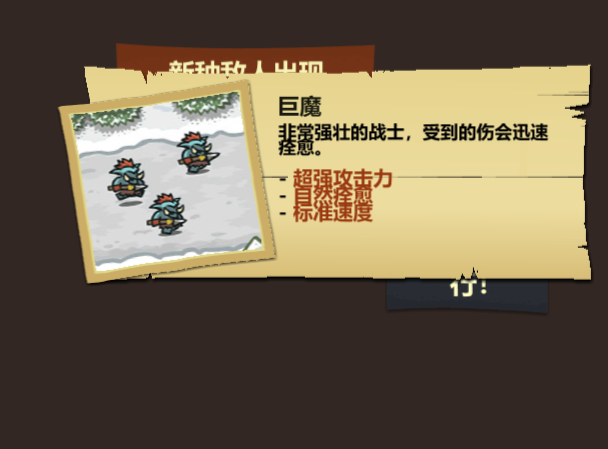 新种敌人出现
巨魔
非常强壮的战士，受到的伤会迅速
痊愈。
- 超强攻击力
- 自然痊愈
- 标准速度
行！